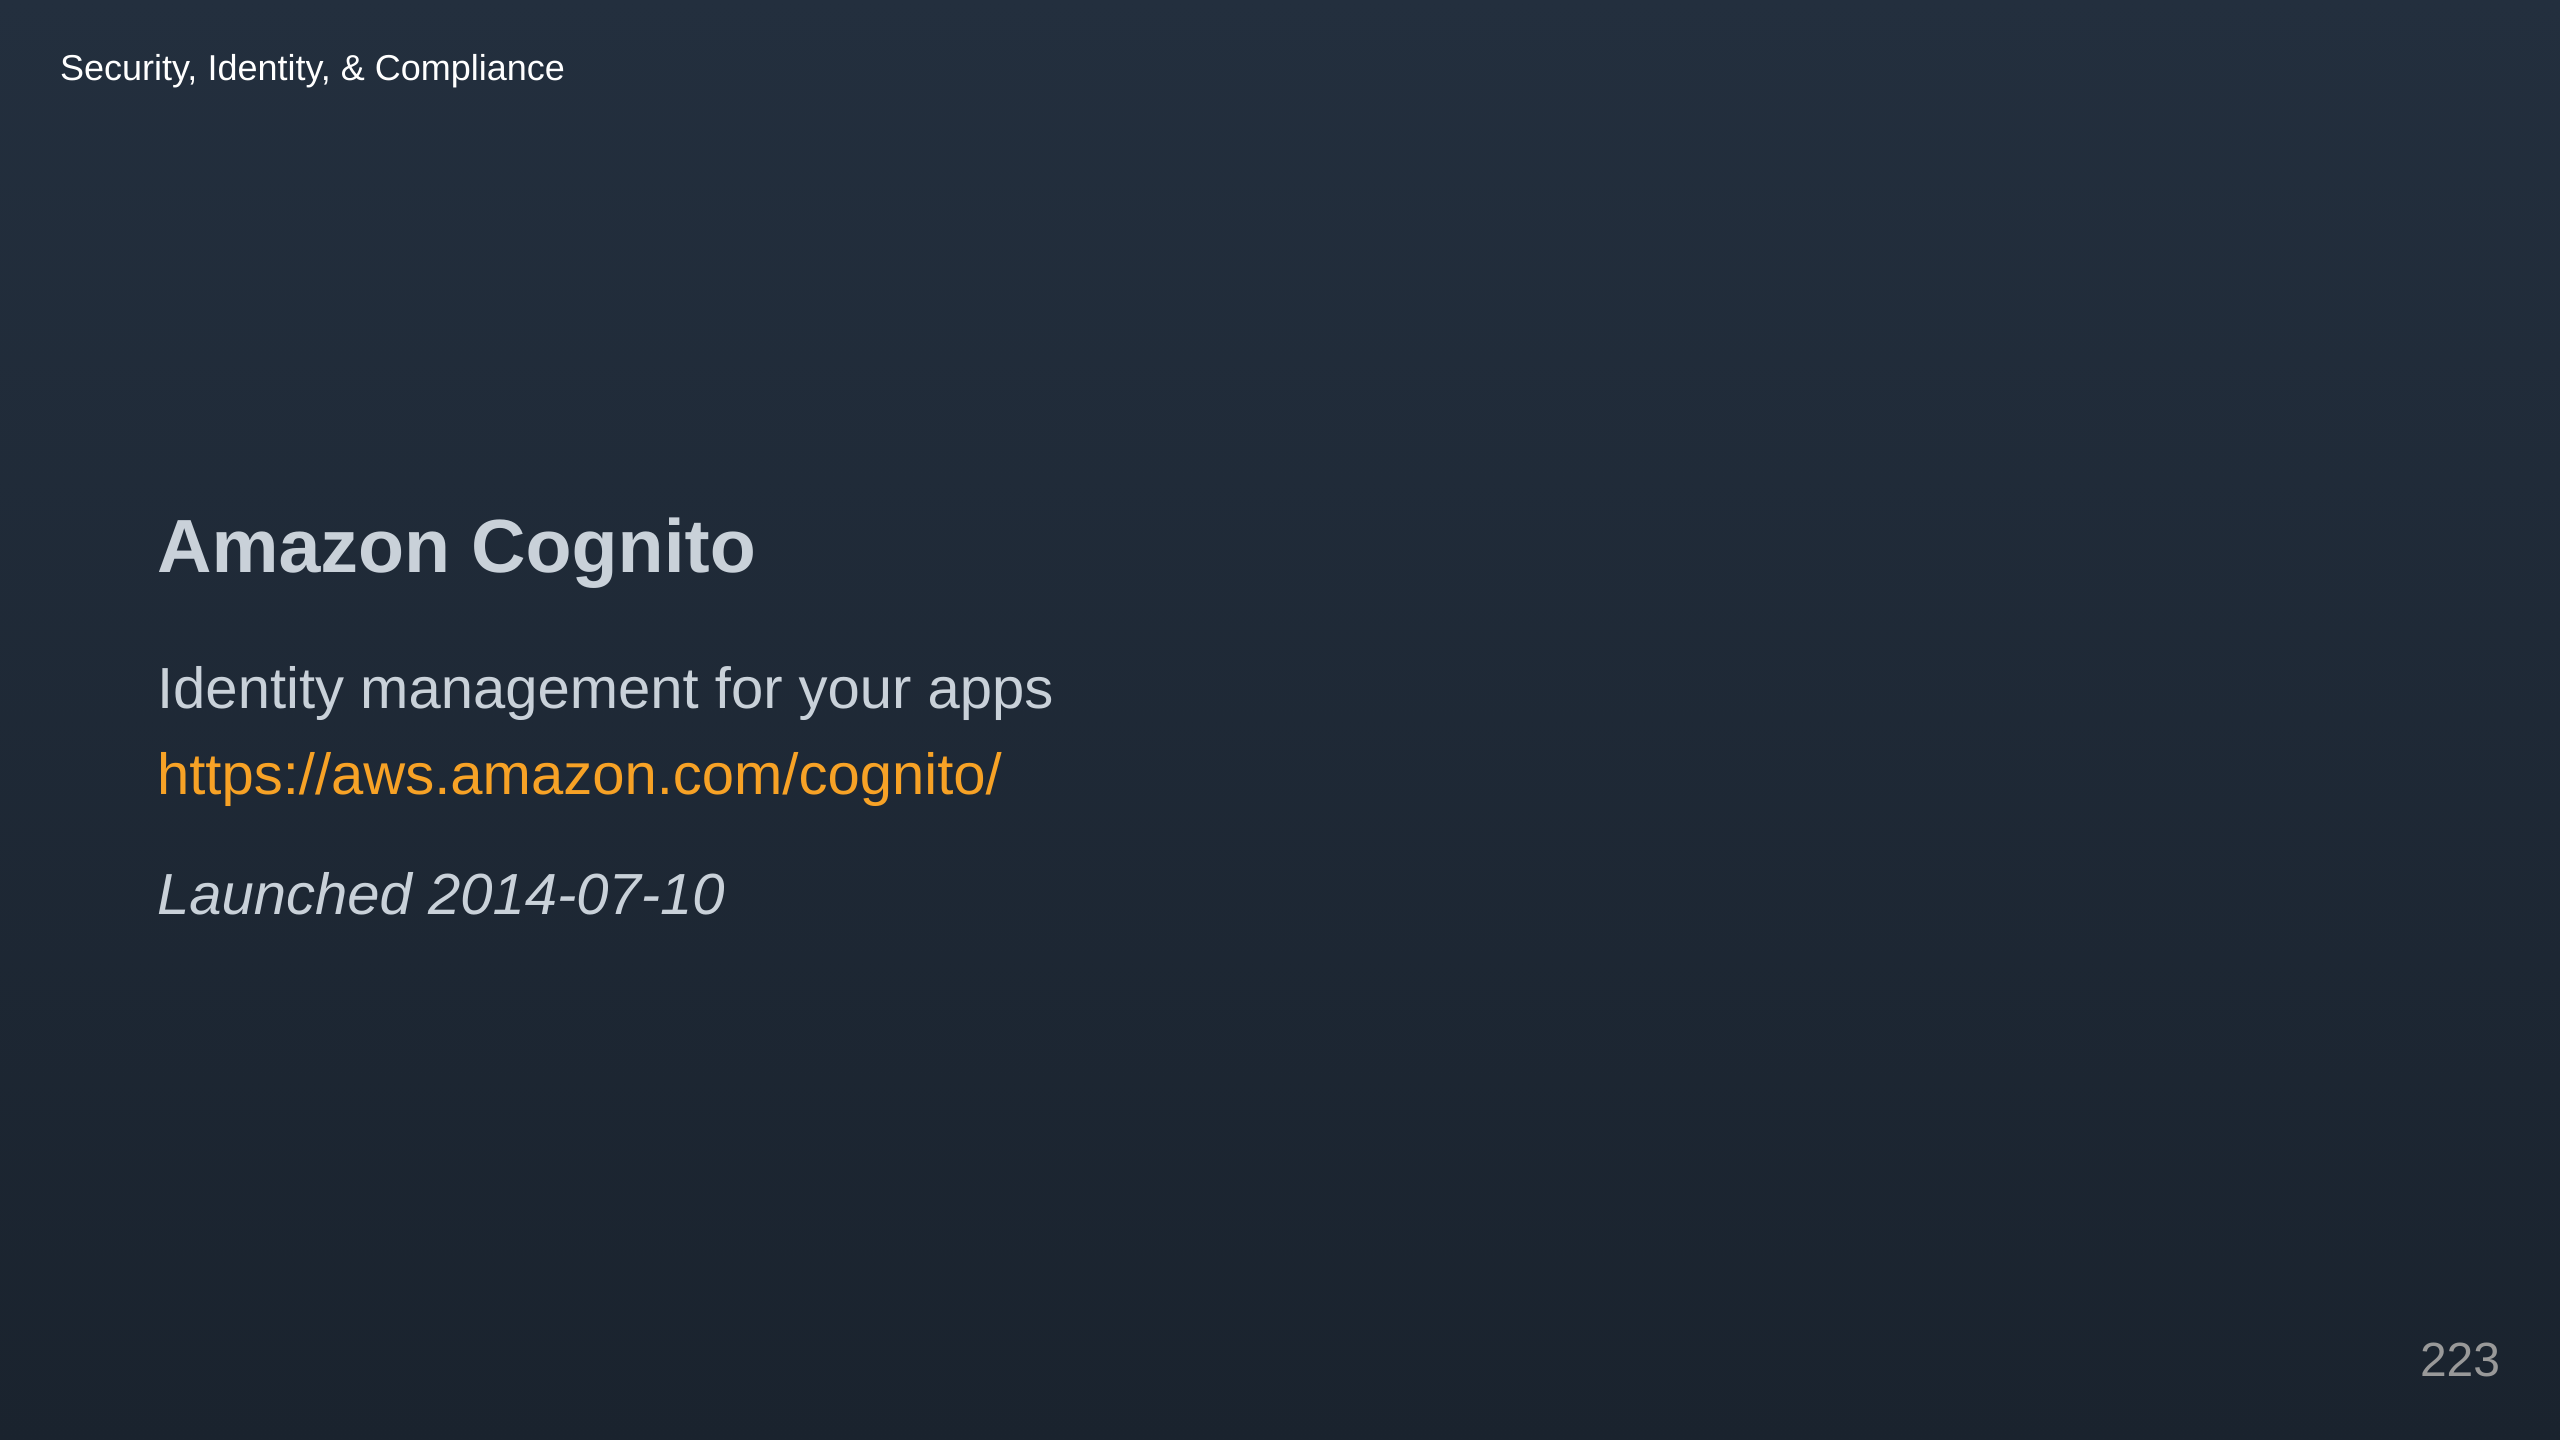 Security, Identity, & Compliance
Amazon Cognito
Identity management for your apps
https://aws.amazon.com/cognito/
Launched 2014-07-10
223